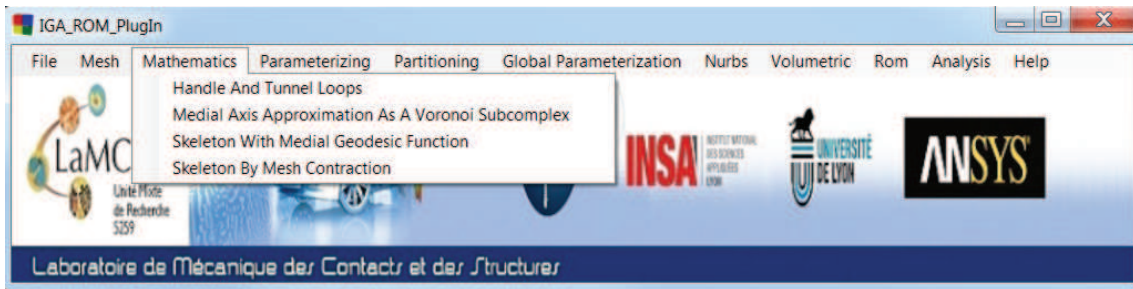 IGA_ROM_PlugIn
File Mesh Mathematics Parameterizing Partitioning Global Parameterization Nurbs Volumetric Rom Analysis Help
Handle And Tunnel Loops
Medial Axis Approximation As A Voronoi Subcomplex
Skeleton With Medial Geodesic Function
Skeleton By Mesh Contraction
LaMC
Unité Mixte
de Recherche
5259
INSA
INSTITUT NATIONAL
DES SCIENCES
APPLIQUÉES
LYON
UNIVERSITÉ
DE LYON
ANSYS
Laboratoire de Mécanique des Contacts et des Structures